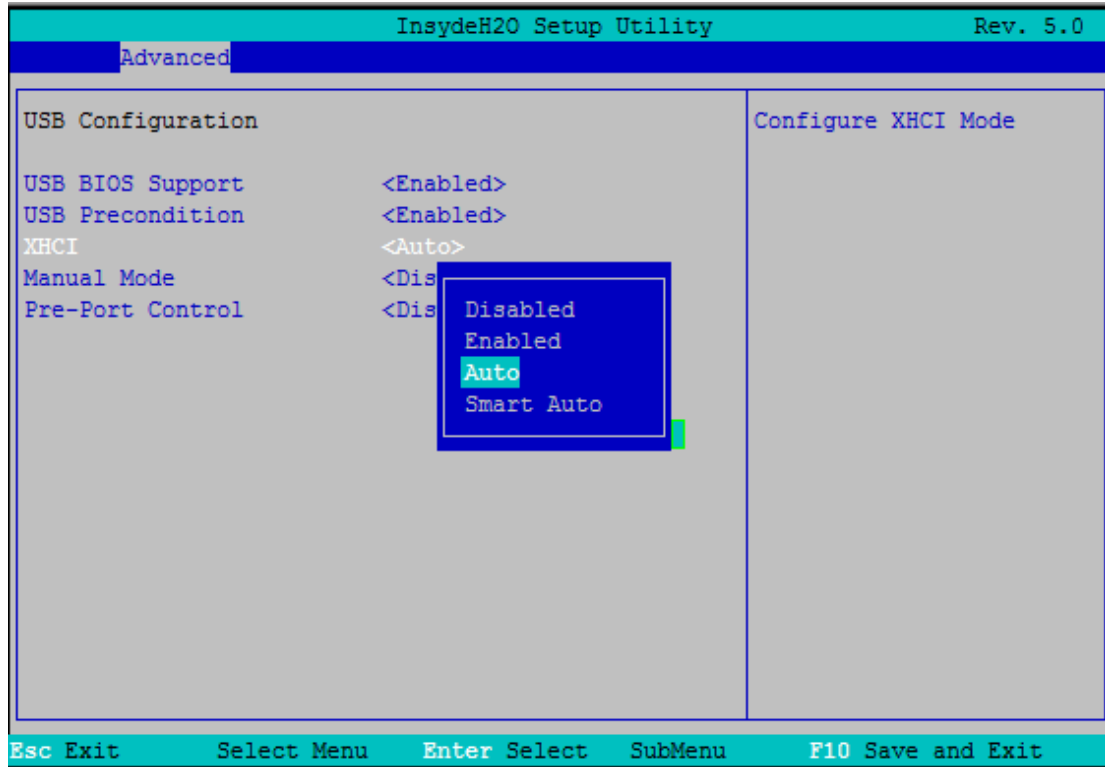 InsydeH2O Setup Utility Rev. 5.0
Advanced
USB Configuration
Configure XHCI Mode
USB BIOS Support <Enabled>
USB Precondition <Enabled>
XHCI <Auto>
Manual Mode <Dis
Pre-Port Control <Dis
Disabled
Enabled
Auto
Smart Auto
Esc Exit Select Menu Enter Select SubMenu F10 Save and Exit